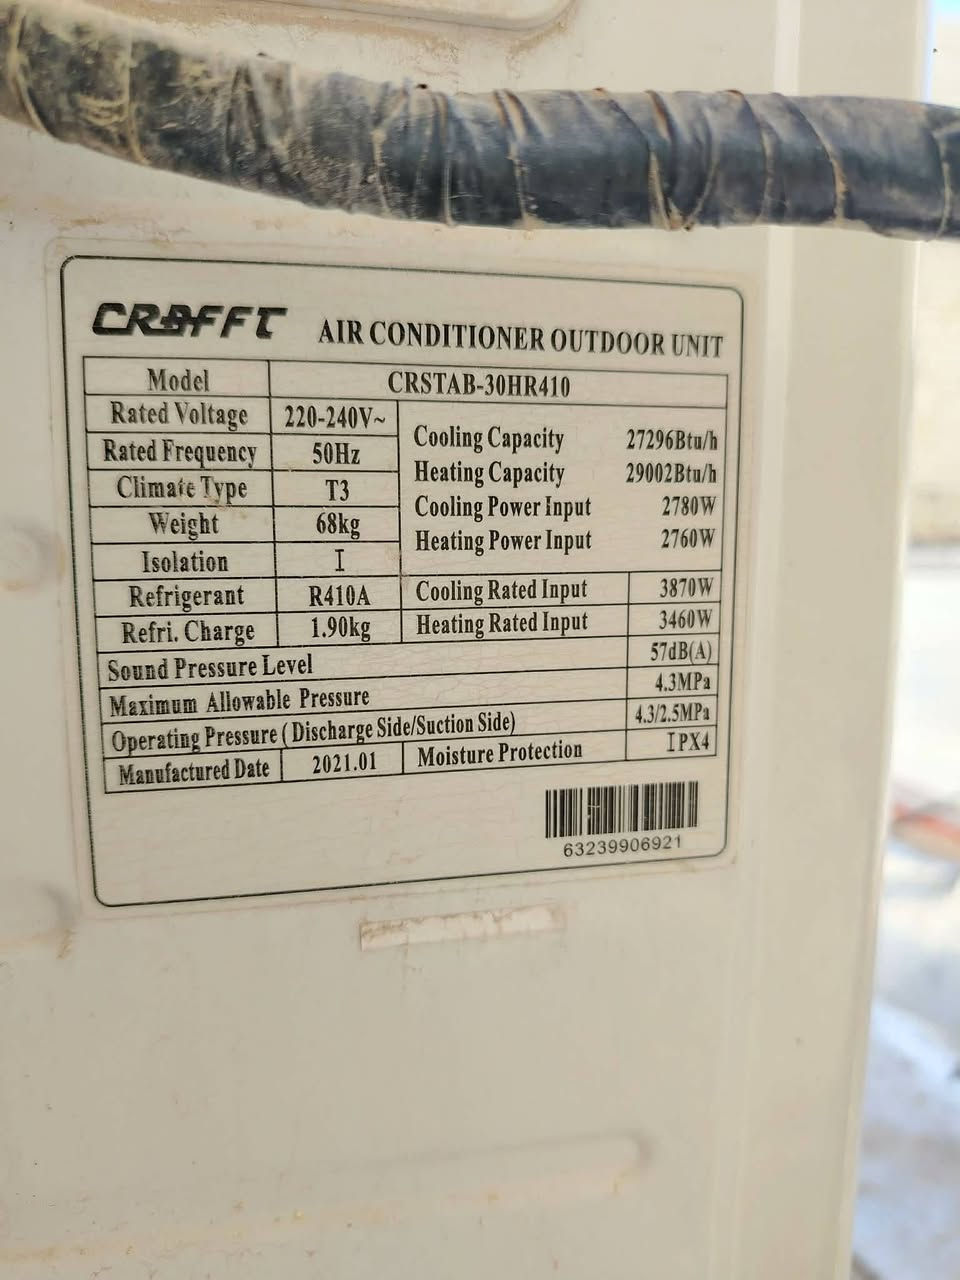 CRAFFT AIR CONDITIONER OUTDOOR UNIT
Model CRSTAB-30HR410
Rated Voltage 220-240V~
Rated Frequency 50Hz
Climate Type T3
Weight 68kg
Isolation I
Refrigerant R410A
Refri. Charge 1.90kg
Cooling Capacity 27296Btu/h
Heating Capacity 29002Btu/h
Cooling Power Input 2780W
Heating Power Input 2760W
Cooling Rated Input 3870W
Heating Rated Input 3460W
Sound Pressure Level 57dB(A)
Maximum Allowable Pressure 4.3MPa
Operating Pressure ( Discharge Side/Suction Side) 4.3/2.5MPa
Manufactured Date 2021.01 Moisture Protection IPX4
63239906921